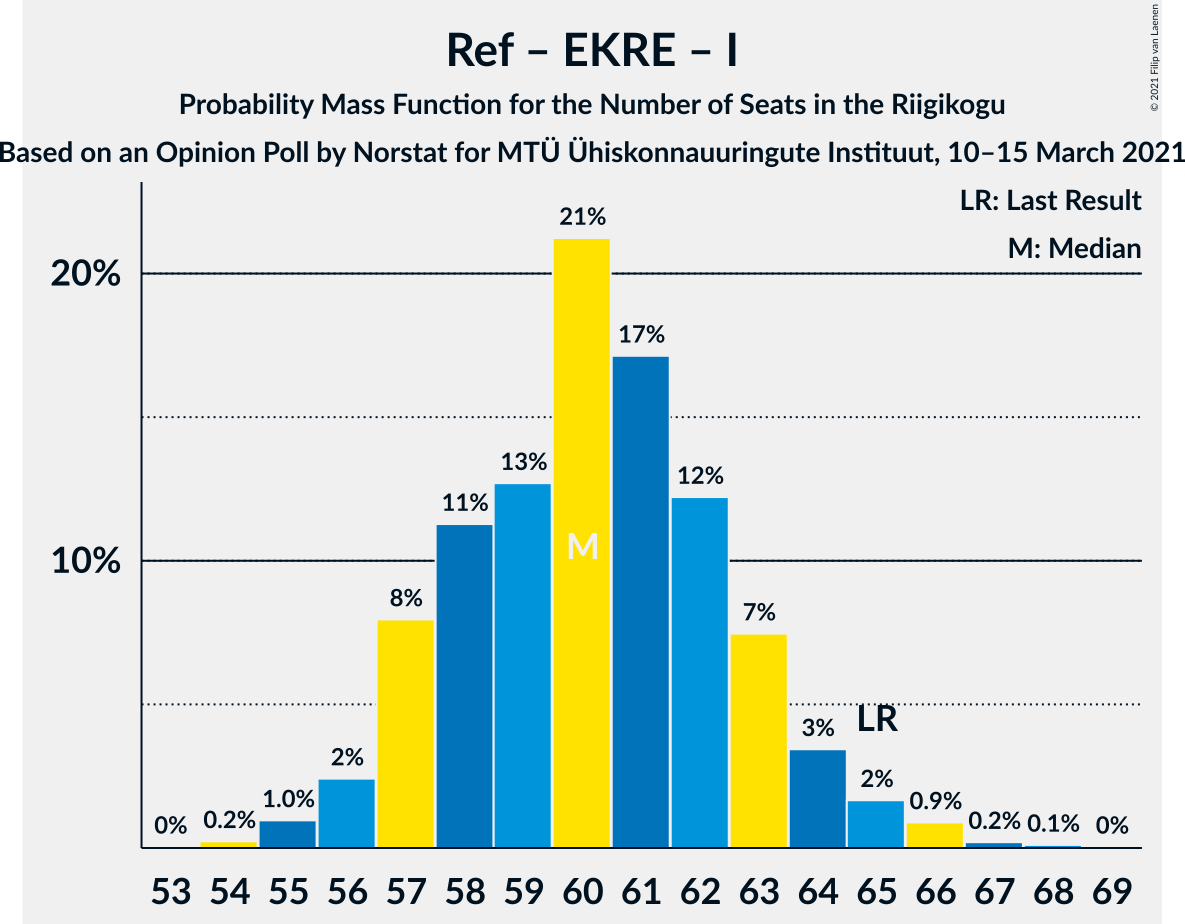 Ref – EKRE – I
© 2021 Filip van Laenen
Probability Mass Function for the Number of Seats in the Riigikogu
Based on an Opinion Poll by Norstat for MTÜ Ühiskonnauuringute Instituut, 10–15 March 2021
LR: Last Result
M: Median
20%
10%
0%
0.2%
1.0%
2%
8%
11%
13%
21%
17%
12%
7%
3%
2%
0.9%
0.2%
0.1%
0%
M
LR
53 54 55 56 57 58 59 60 61 62 63 64 65 66 67 68 69